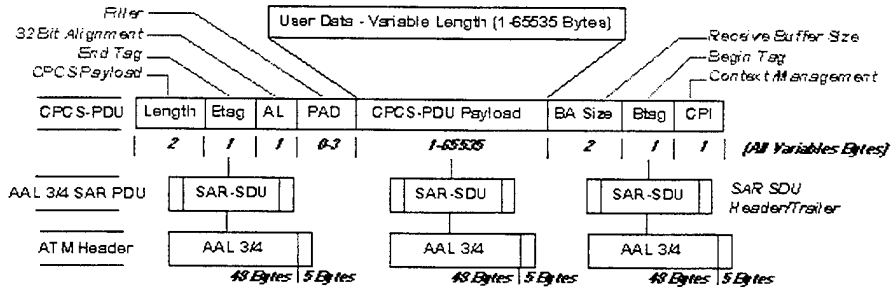 Filler
User Data - Variable Length (1-65535 Bytes)
32 Bit Alignment
Receive Buffer Size
End Tag
Begin Tag
CPCS Payload
Context Management
CPCS-PDU Length Etag AL PAD CPCS-PDU Payload BA Size Btag CPI
2 1 1 0-3 1-65535 2 1 1 (All Variables Bytes)
AAL 3/4 SAR PDU SAR-SDU SAR-SDU SAR-SDU SAR SDU
Header/Trailer
ATM Header AAL 3/4 AAL 3/4 AAL 3/4
48 Bytes 5 Bytes 48 Bytes 5 Bytes 48 Bytes 5 Bytes